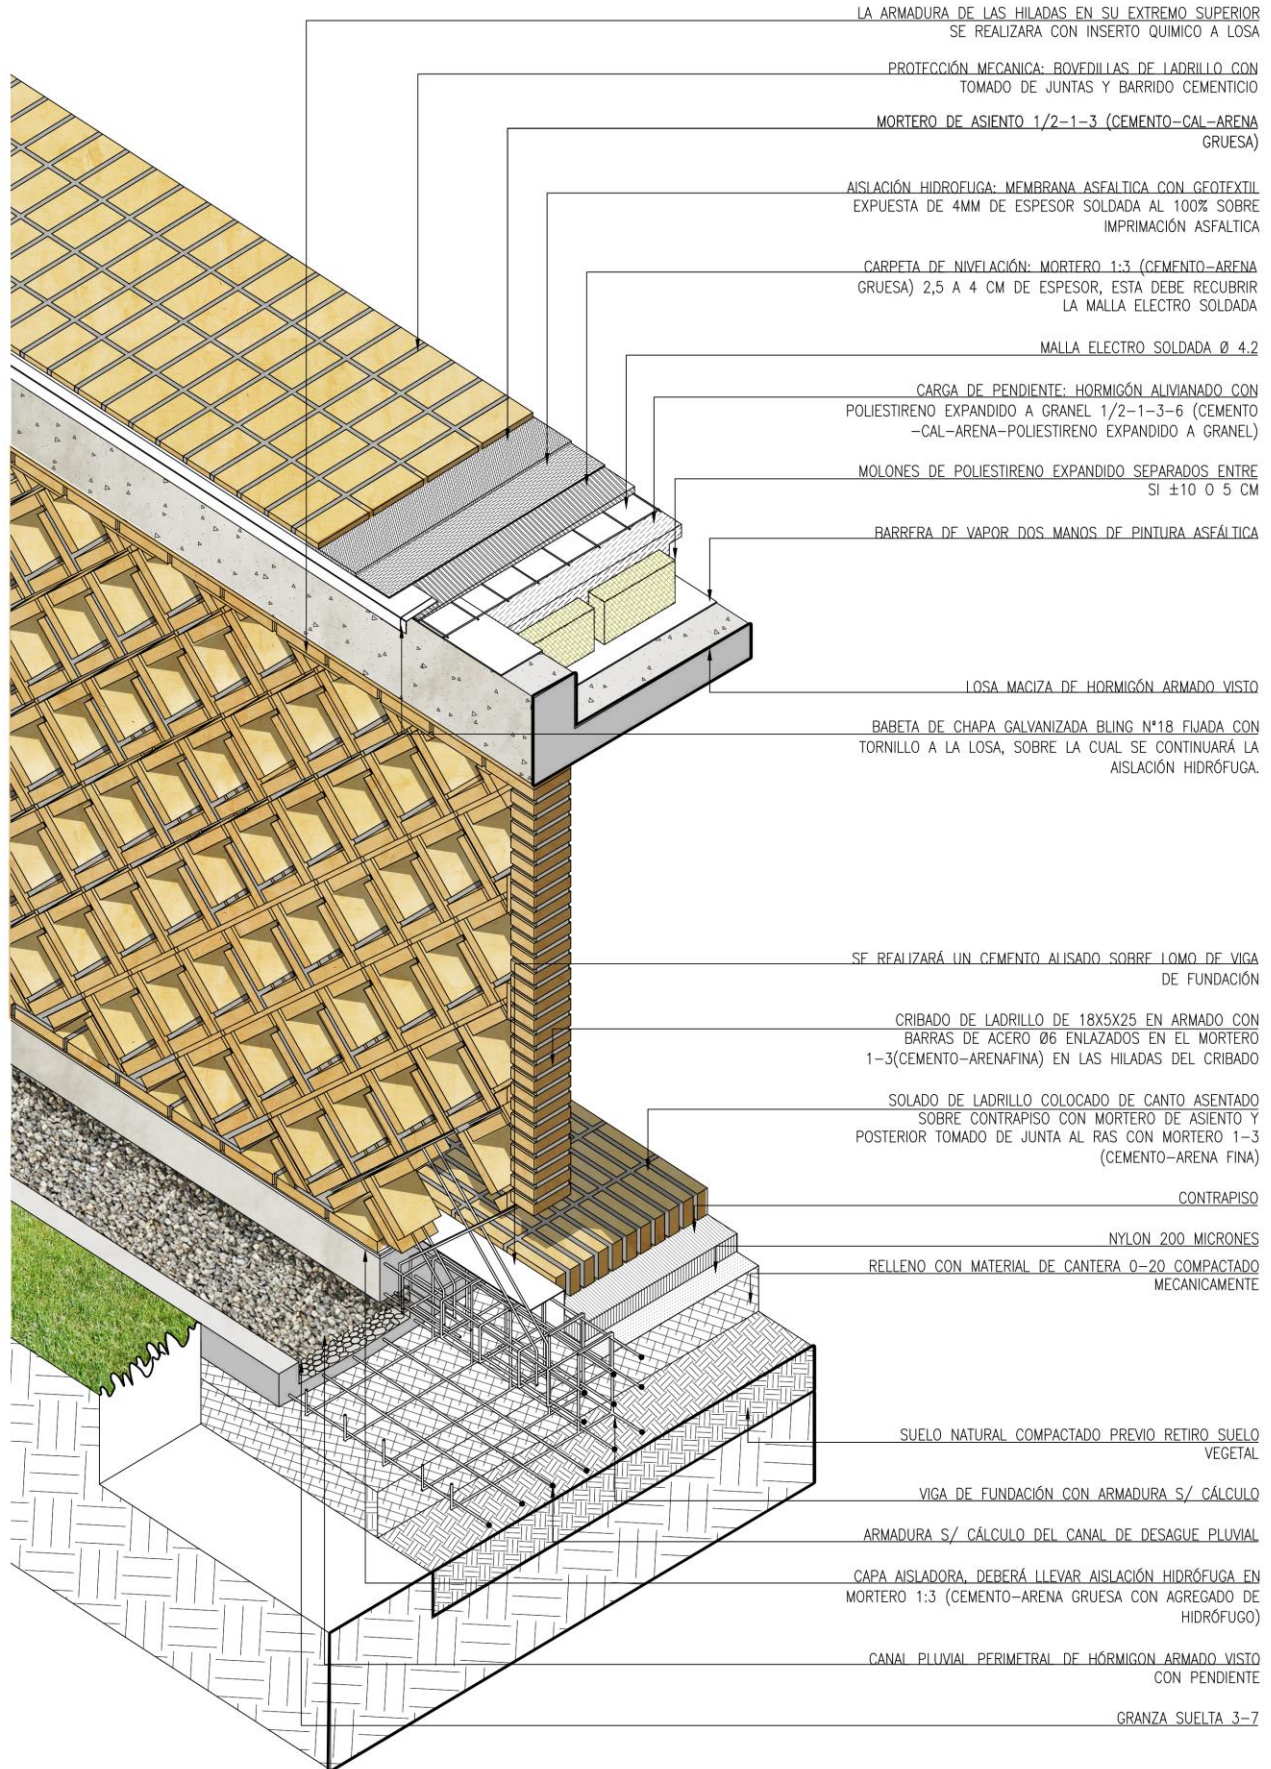 LA ARMADURA DE LAS HILADAS EN SU EXTREMO SUPERIOR
SE REALIZARA CON INSERTO QUIMICO A LOSA
PROTECCIÓN MECANICA: BOVEDILLAS DE LADRILLO CON
TOMADO DE JUNTAS Y BARRIDO CEMENTICIO
MORTERO DE ASIENTO 1/2-1-3 (CEMENTO-CAL-ARENA
GRUESA)
AISLACIÓN HIDROFUGA: MEMBRANA ASFALTICA CON GEOTEXTIL
EXPUESTA DE 4MM DE ESPESOR SOLDADA AL 100% SOBRE
IMPRIMACIÓN ASFALTICA
CARPETA DE NIVELACIÓN: MORTERO 1:3 (CEMENTO-ARENA
GRUESA) 2,5 A 4 CM DE ESPESOR, ESTA DEBE RECUBRIR
LA MALLA ELECTRO SOLDADA
MALLA ELECTRO SOLDADA Ø 4.2
CARGA DE PENDIENTE: HORMIGÓN ALIVIANADO CON
POLIESTIRENO EXPANDIDO A GRANEL 1/2-1-3-6 (CEMENTO
-CAL-ARENA-POLIESTIRENO EXPANDIDO A GRANEL)
MOLONES DE POLIESTIRENO EXPANDIDO SEPARADOS ENTRE
SI ±10 O 5 CM
BARRERA DE VAPOR DOS MANOS DE PINTURA ASFÁLTICA
LOSA MACIZA DE HORMIGÓN ARMADO VISTO
BABETA DE CHAPA GALVANIZADA BLING N°18 FIJADA CON
TORNILLO A LA LOSA, SOBRE LA CUAL SE CONTINUARÁ LA
AISLACIÓN HIDRÓFUGA.
SE REALIZARÁ UN CEMENTO ALISADO SOBRE LOMO DE VIGA
DE FUNDACIÓN
CRIBADO DE LADRILLO DE 18X5X25 EN ARMADO CON
BARRAS DE ACERO Ø6 ENLAZADOS EN EL MORTERO
1-3(CEMENTO-ARENAFINA) EN LAS HILADAS DEL CRIBADO
SOLADO DE LADRILLO COLOCADO DE CANTO ASENTADO
SOBRE CONTRAPISO CON MORTERO DE ASIENTO Y
POSTERIOR TOMADO DE JUNTA AL RAS CON MORTERO 1-3
(CEMENTO-ARENA FINA)
CONTRAPISO
NYLON 200 MICRONES
RELLENO CON MATERIAL DE CANTERA 0-20 COMPACTADO
MECANICAMENTE
SUELO NATURAL COMPACTADO PREVIO RETIRO SUELO
VEGETAL
VIGA DE FUNDACIÓN CON ARMADURA S/ CÁLCULO
ARMADURA S/ CÁLCULO DEL CANAL DE DESAGUE PLUVIAL
CAPA AISLADORA, DEBERÁ LLEVAR AISLACIÓN HIDRÓFUGA EN
MORTERO 1:3 (CEMENTO-ARENA GRUESA CON AGREGADO DE
HIDRÓFUGO)
CANAL PLUVIAL PERIMETRAL DE HÓRMIGON ARMADO VISTO
CON PENDIENTE
GRANZA SUELTA 3-7